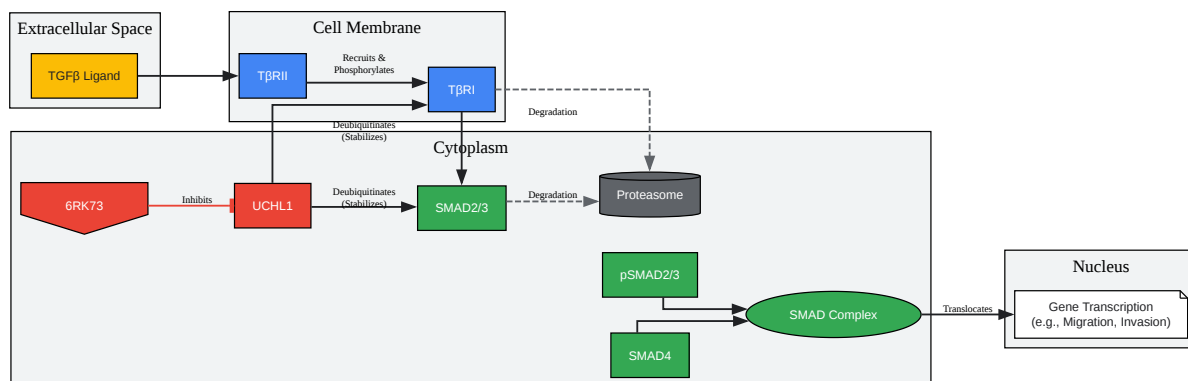 Extracellular Space
TGFβ Ligand
Cell Membrane
TβRII
Recruits &
Phosphorylates
TβRI
Degradation
Deubiquitinates
(Stabilizes)
Cytoplasm
6RK73
Inhibits
UCHL1
Deubiquitinates
(Stabilizes)
SMAD2/3
Degradation
Proteasome
pSMAD2/3
SMAD4
SMAD Complex
Translocates
Nucleus
Gene Transcription
(e.g., Migration, Invasion)